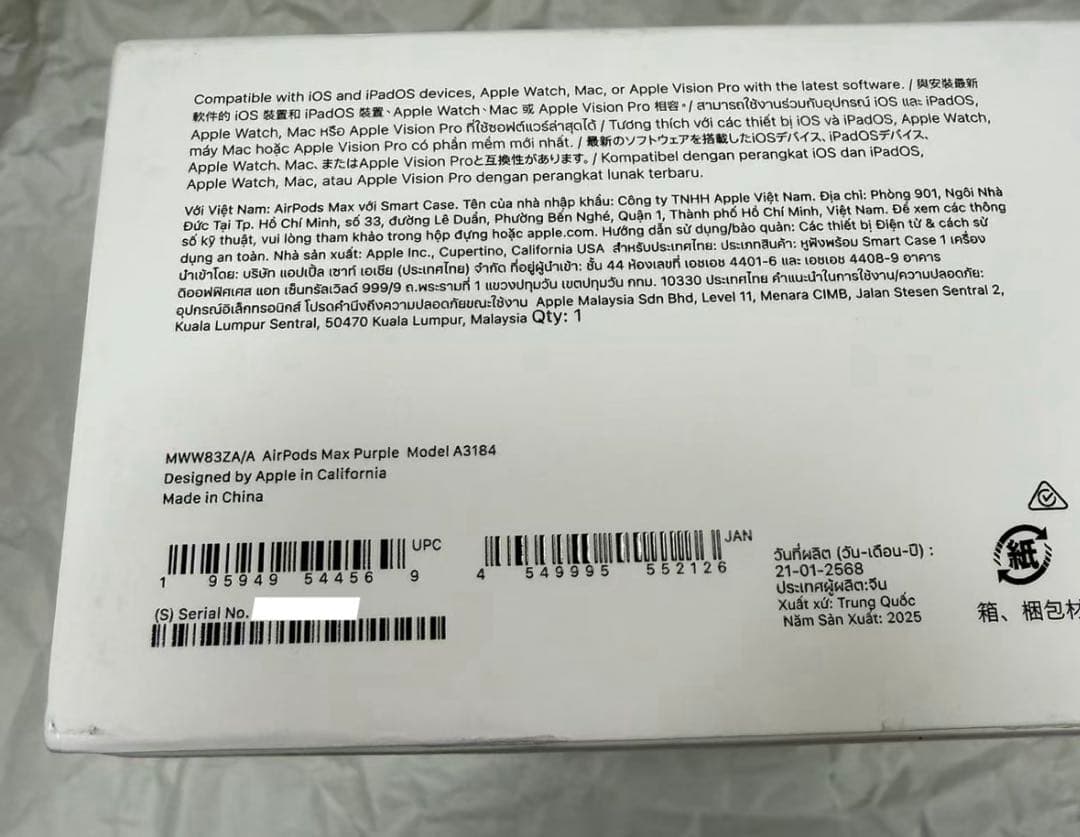 Compatible with iOS and iPadOS devices, Apple Watch, Mac, or Apple Vision Pro with the latest software. / 與安裝最新
軟件的 iOS 裝置和 iPadOS 裝置、Apple Watch、Mac 或 Apple Vision Pro 相容。/ สามารถใช้งานร่วมกับอุปกรณ์ iOS และ iPadOS,
Apple Watch, Mac หรือ Apple Vision Pro ที่ใช้ซอฟต์แวร์ล่าสุดได้ / Tương thích với các thiết bị iOS và iPadOS, Apple Watch,
máy Mac hoặc Apple Vision Pro có phần mềm mới nhất. / 最新のソフトウェアを搭載したiOSデバイス、iPadOSデバイス、
Apple Watch、Mac、またはApple Vision Proと互換性があります。/ Kompatibel dengan perangkat iOS dan iPadOS,
Apple Watch, Mac, atau Apple Vision Pro dengan perangkat lunak terbaru.
Với Việt Nam: AirPods Max với Smart Case. Tên của nhà nhập khẩu: Công ty TNHH Apple Việt Nam. Địa chỉ: Phòng 901, Ngôi Nhà
Đức Tại Tp. Hồ Chí Minh, số 33, đường Lê Duẩn, Phường Bến Nghé, Quận 1, Thành phố Hồ Chí Minh, Việt Nam. Để xem các thông
số kỹ thuật, vui lòng tham khảo trong hộp đựng hoặc apple.com. Hướng dẫn sử dụng/bảo quản: Các thiết bị Điện tử & cách sử
dụng an toàn. Nhà sản xuất: Apple Inc., Cupertino, California USA สำหรับประเทศไทย: ประเภทสินค้า: หูฟังพร้อม Smart Case 1 เครื่อง
นำเข้าโดย: บริษัท แอปเปิ้ล เซาท์ เอเชีย (ประเทศไทย) จำกัด ที่อยู่ผู้นำเข้า: ชั้น 44 ห้องเลขที่ เอชเอช 4401-6 และ เอชเอช 4408-9 อาคาร
ดิออฟฟิศเศส แอท เซ็นทรัลเวิลด์ 999/9 ถ.พระรามที่ 1 แขวงปทุมวัน เขตปทุมวัน กทม. 10330 ประเทศไทย คำแนะนำในการใช้งาน/ความปลอดภัย:
อุปกรณ์อิเล็กทรอนิกส์ โปรดคำนึงถึงความปลอดภัยขณะใช้งาน Apple Malaysia Sdn Bhd, Level 11, Menara CIMB, Jalan Stesen Sentral 2,
Kuala Lumpur Sentral, 50470 Kuala Lumpur, Malaysia Qty: 1
MWW83ZA/A AirPods Max Purple Model A3184
Designed by Apple in California
Made in China
UPC
1 95949 54456 9
JAN
4 549995 552126
(S) Serial No.
วันที่ผลิต (วัน-เดือน-ปี) :
21-01-2568
ประเทศผู้ผลิต:จีน
Xuất xứ: Trung Quốc
Năm Sản Xuất: 2025
紙
箱、梱包材